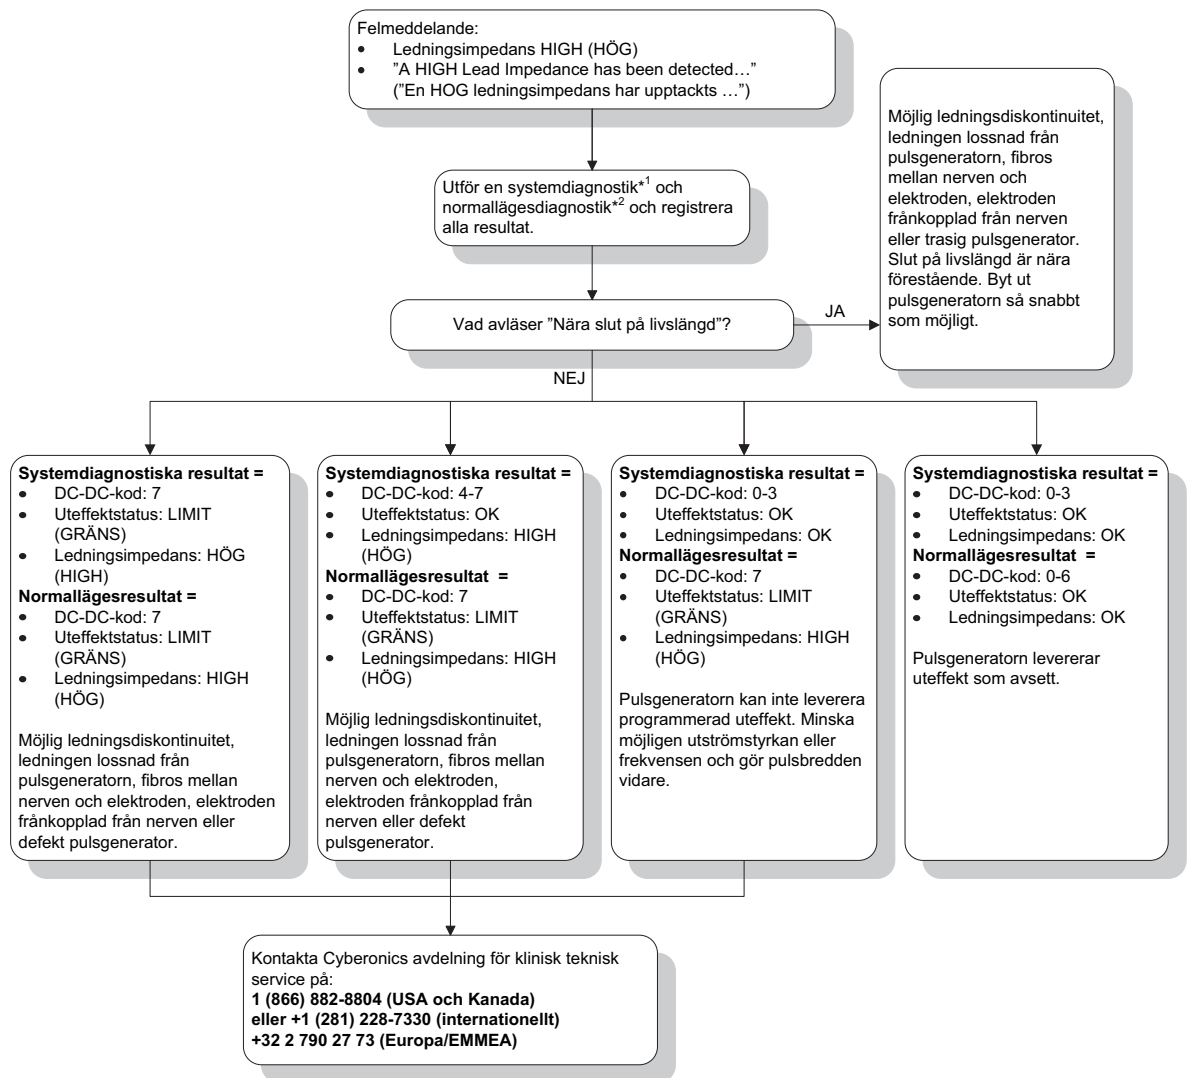 Felmeddelande:
• Ledningsimpedans HIGH (HÖG)
• ”A HIGH Lead Impedance has been detected…”
(”En HOG ledningsimpedans har upptackts …”)
Utför en systemdiagnostik*1 och
normallägesdiagnostik*2 och registrera
alla resultat.
Vad avläser ”Nära slut på livslängd”?
JA
Möjlig ledningsdiskontinuitet,
ledningen lossnad från
pulsgeneratorn, fibros
mellan nerven och
elektroden, elektroden
frånkopplad från nerven
eller trasig pulsgenerator.
Slut på livslängd är nära
förestående. Byt ut
pulsgeneratorn så snabbt
som möjligt.
NEJ
Systemdiagnostiska resultat =
• DC-DC-kod: 7
• Uteffektstatus: LIMIT
(GRÄNS)
• Ledningsimpedans: HÖG
(HIGH)
Normallägesresultat =
• DC-DC-kod: 7
• Uteffektstatus: LIMIT
(GRÄNS)
• Ledningsimpedans: HIGH
(HÖG)
Möjlig ledningsdiskontinuitet,
ledningen lossnad från
pulsgeneratorn, fibros mellan
nerven och elektroden, elektroden
frånkopplad från nerven eller
defekt pulsgenerator.
Systemdiagnostiska resultat =
• DC-DC-kod: 4-7
• Uteffektstatus: OK
• Ledningsimpedans: HIGH
(HÖG)
Normallägesresultat =
• DC-DC-kod: 7
• Uteffektstatus: LIMIT
(GRÄNS)
• Ledningsimpedans: HIGH
(HÖG)
Möjlig ledningsdiskontinuitet,
ledningen lossnad från
pulsgeneratorn, fibros mellan
nerven och elektroden,
elektroden frånkopplad från
nerven eller defekt
pulsgenerator.
Systemdiagnostiska resultat =
• DC-DC-kod: 0-3
• Uteffektstatus: OK
• Ledningsimpedans: OK
Normallägesresultat =
• DC-DC-kod: 7
• Uteffektstatus: LIMIT
(GRÄNS)
• Ledningsimpedans: HIGH
(HÖG)
Pulsgeneratorn kan inte leverera
programmerad uteffekt. Minska
möjligen utströmstyrkan eller
frekvensen och gör pulsbredden
vidare.
Systemdiagnostiska resultat =
• DC-DC-kod: 0-3
• Uteffektstatus: OK
• Ledningsimpedans: OK
Normallägesresultat =
• DC-DC-kod: 0-6
• Uteffektstatus: OK
• Ledningsimpedans: OK
Pulsgeneratorn levererar
uteffekt som avsett.
Kontakta Cyberonics avdelning för klinisk teknisk
service på:
1 (866) 882-8804 (USA och Kanada)
eller +1 (281) 228-7330 (internationellt)
+32 2 790 27 73 (Europa/EMMEA)